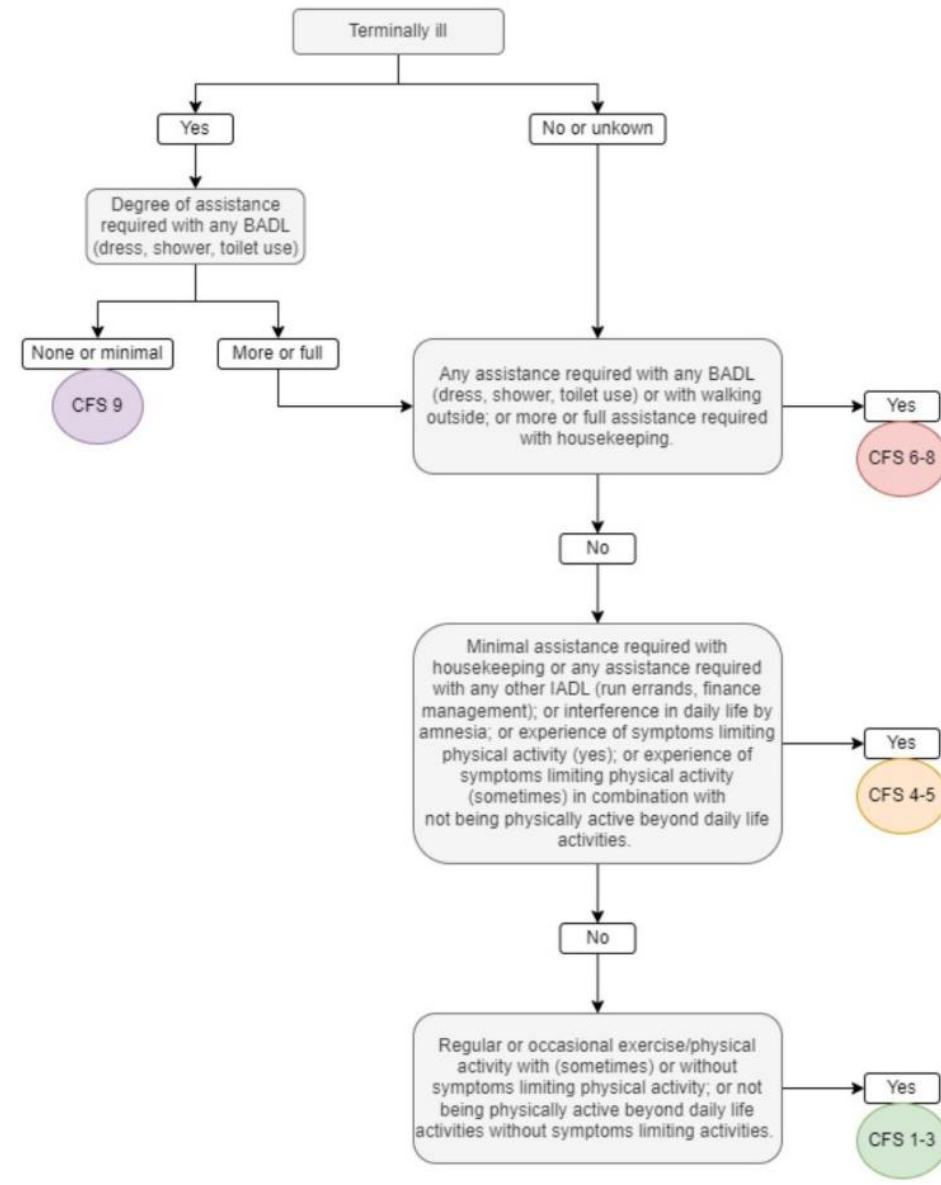 Terminally ill
Yes
No or unkown
Degree of assistance
required with any BADL
(dress, shower, toilet use)
None or minimal
More or full
CFS 9
Any assistance required with any BADL
(dress, shower, toilet use) or with walking
outside; or more or full assistance required
with housekeeping.
Yes
CFS 6-8
No
Minimal assistance required with
housekeeping or any assistance required
with any other IADL (run errands, finance
management); or interference in daily life by
amnesia; or experience of symptoms limiting
physical activity (yes); or experience of
symptoms limiting physical activity
(sometimes) in combination with
not being physically active beyond daily life
activities.
Yes
CFS 4-5
No
Regular or occasional exercise/physical
activity with (sometimes) or without
symptoms limiting physical activity; or not
being physically active beyond daily life
activities without symptoms limiting activities.
Yes
CFS 1-3